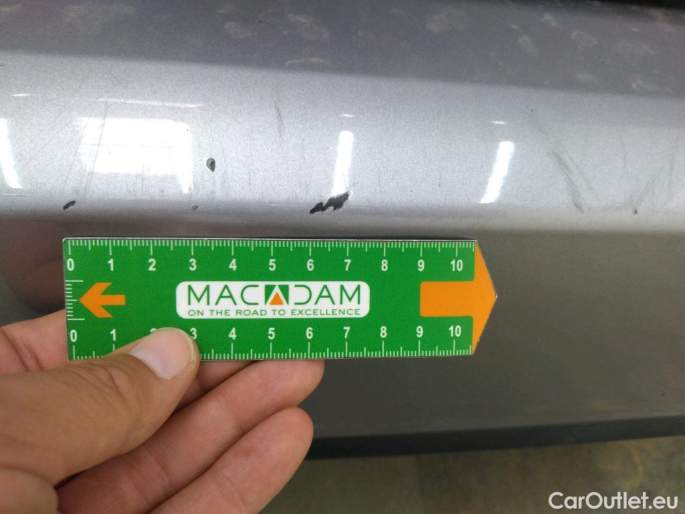 0 1 2 3 4 5 6 7 8 9 10
MACADAM
ON THE ROAD TO EXCELLENCE
0 1 2 3 4 5 6 7 8 9 10
CarOutlet.eu